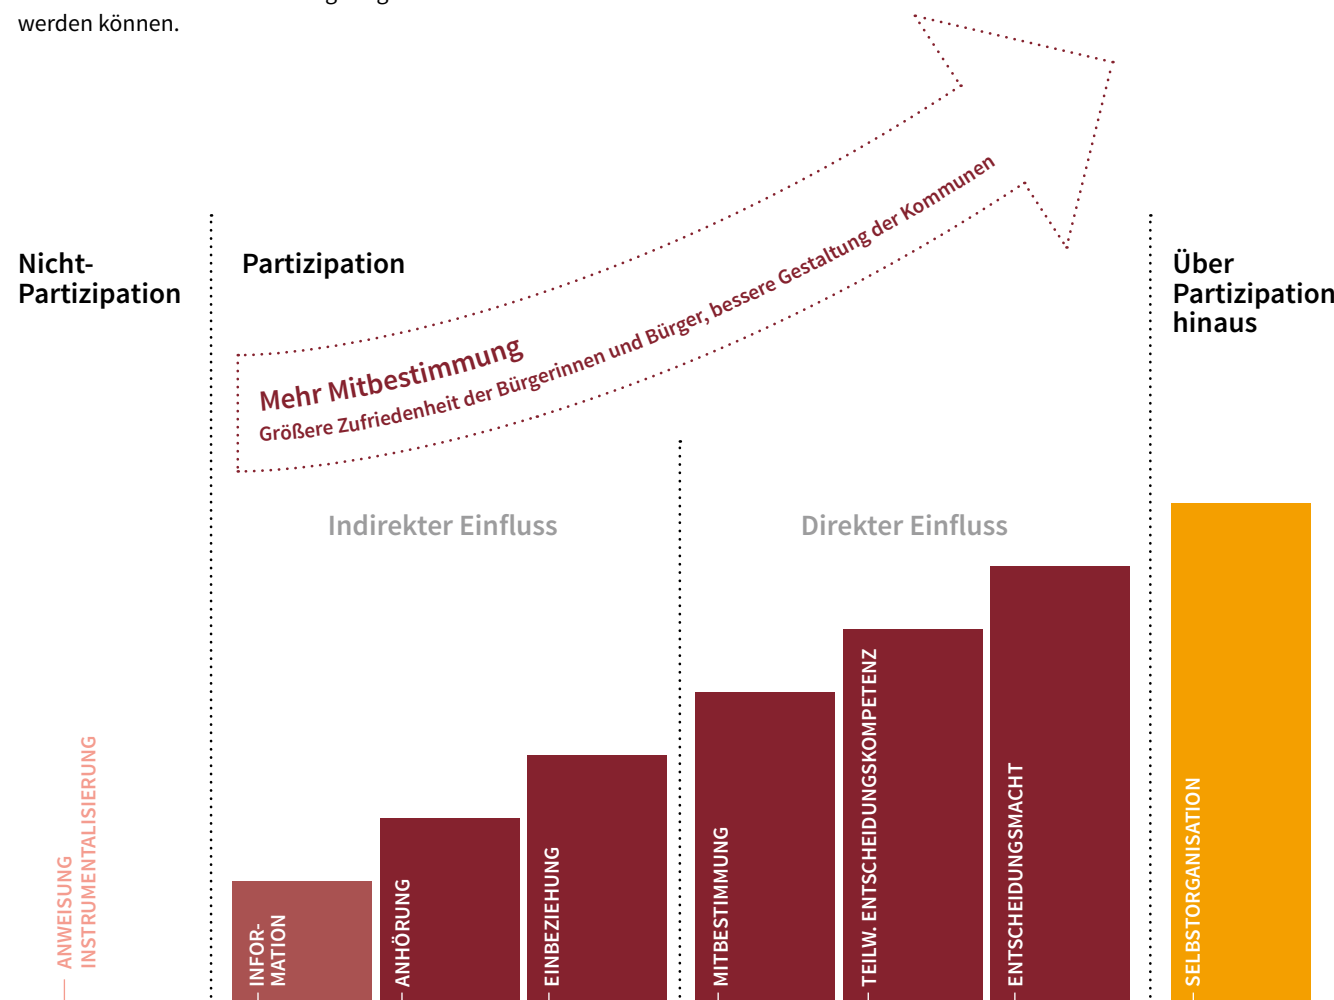 werden können.
Nicht-
Partizipation
Partizipation
Über
Partizipation
hinaus
Mehr Mitbestimmung
Größere Zufriedenheit der Bürgerinnen und Bürger, bessere Gestaltung der Kommunen
Indirekter Einfluss
Direkter Einfluss
ANWEISUNG
INSTRUMENTALISIERUNG
INFOR-
MATION
ANHÖRUNG
EINBEZIEHUNG
MITBESTIMMUNG
TEILW. ENTSCHEIDUNGSKOMPETENZ
ENTSCHEIDUNGSMACHT
SELBSTORGANISATION